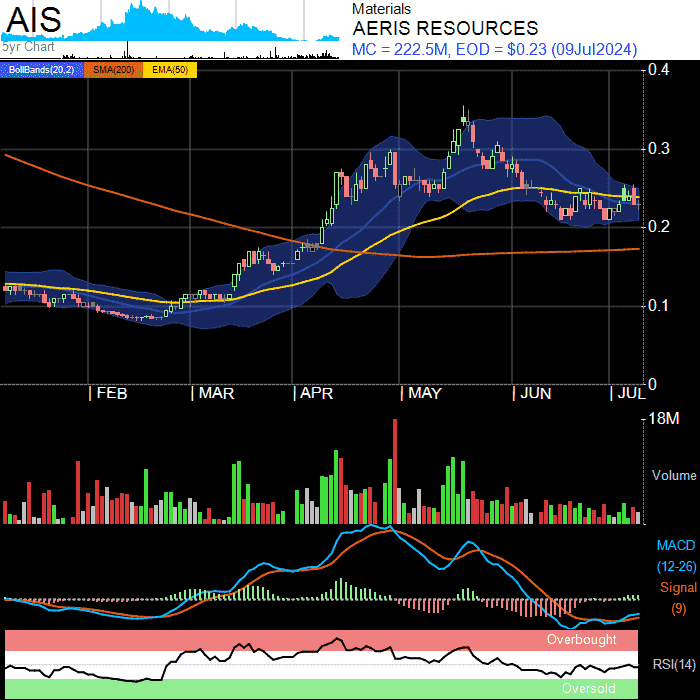 AIS
5yr Chart
Materials
AERIS RESOURCES
MC = 222.5M, EOD = $0.23 (09Jul2024)
BollBands(20,2) SMA(200) EMA(50)
0.4
0.3
0.2
0.1
0
| FEB | MAR | APR | MAY | JUN | JUL
18M
Volume
MACD
(12-26)
Signal
(9)
Overbought
RSI(14)
Oversold